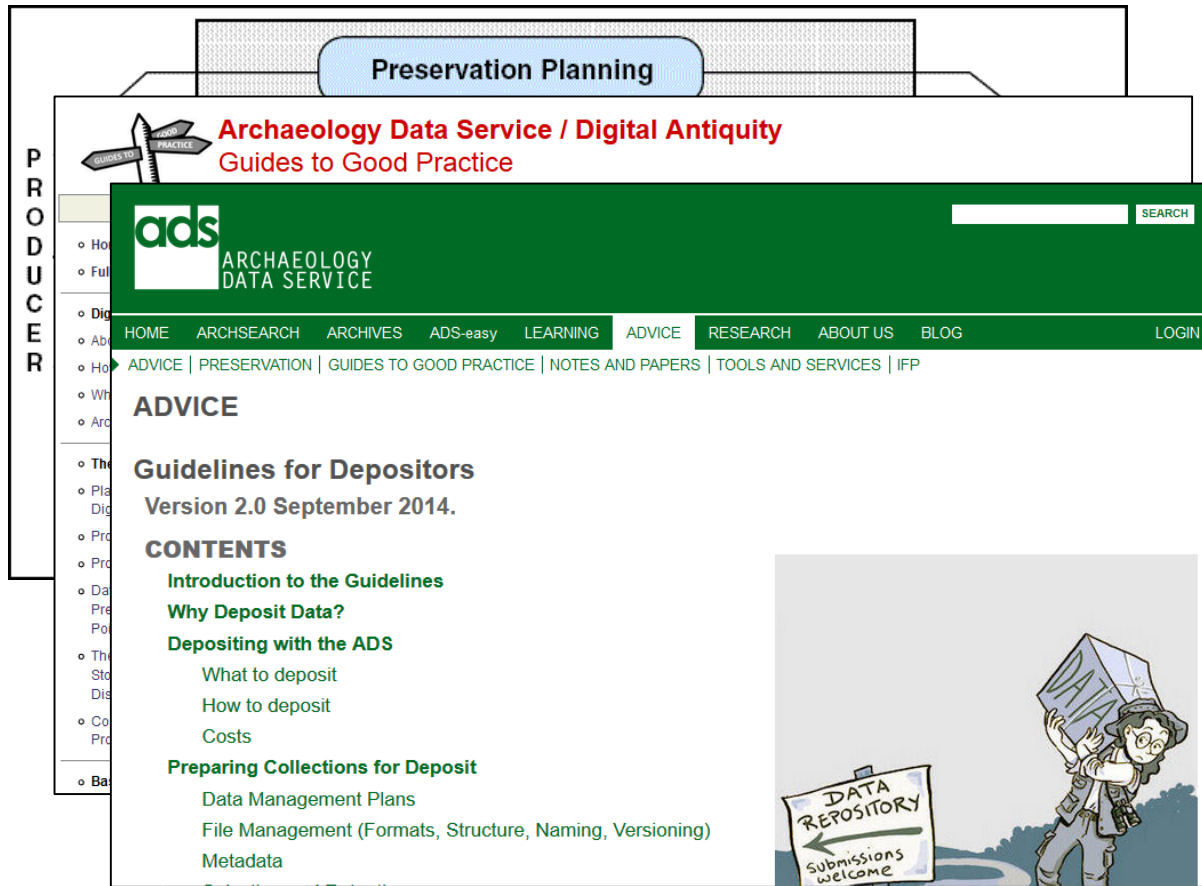 Preservation Planning
PRODUCER
GUIDES TO
GOOD
PRACTICE
Archaeology Data Service / Digital Antiquity
Guides to Good Practice
ads
ARCHAEOLOGY
DATA SERVICE
SEARCH
HOME ARCHSEARCH ARCHIVES ADS-easy LEARNING ADVICE RESEARCH ABOUT US BLOG LOGIN
ADVICE | PRESERVATION | GUIDES TO GOOD PRACTICE | NOTES AND PAPERS | TOOLS AND SERVICES | IFP
ADVICE
Guidelines for Depositors
Version 2.0 September 2014.
CONTENTS
Introduction to the Guidelines
Why Deposit Data?
Depositing with the ADS
What to deposit
How to deposit
Costs
Preparing Collections for Deposit
Data Management Plans
File Management (Formats, Structure, Naming, Versioning)
Metadata
DATA
DATA
REPOSITORY
submissions
welcome